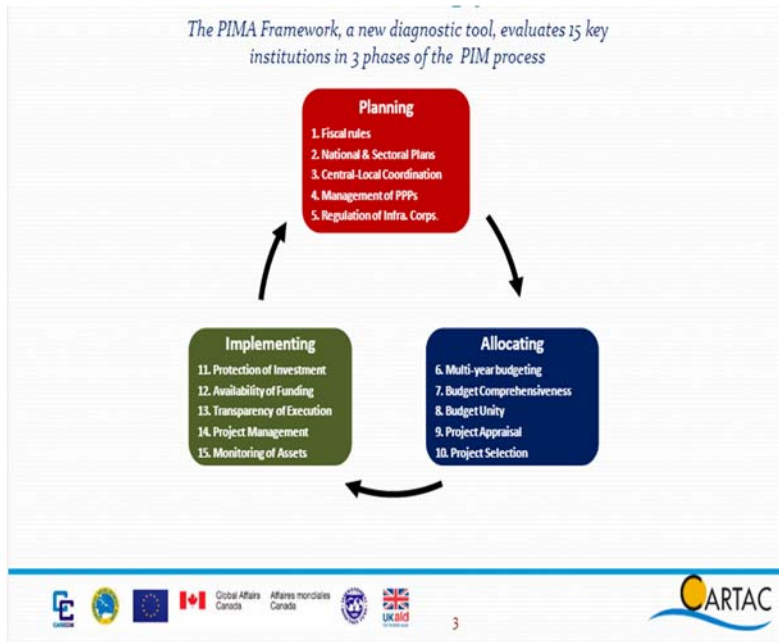 The PIMA Framework, a new diagnostic tool, evaluates 15 key
institutions in 3 phases of the PIM process
Planning
1. Fiscal rules
2. National & Sectoral Plans
3. Central-Local Coordination
4. Management of PPPs
5. Regulation of Infra. Corps.
Implementing
11. Protection of Investment
12. Availability of Funding
13. Transparency of Execution
14. Project Management
15. Monitoring of Assets
Allocating
6. Multi-year budgeting
7. Budget Comprehensiveness
8. Budget Unity
9. Project Appraisal
10. Project Selection
CARICOM
Global Affairs Affaires mondiales
Canada Canada
UKaid
3
CARTAC